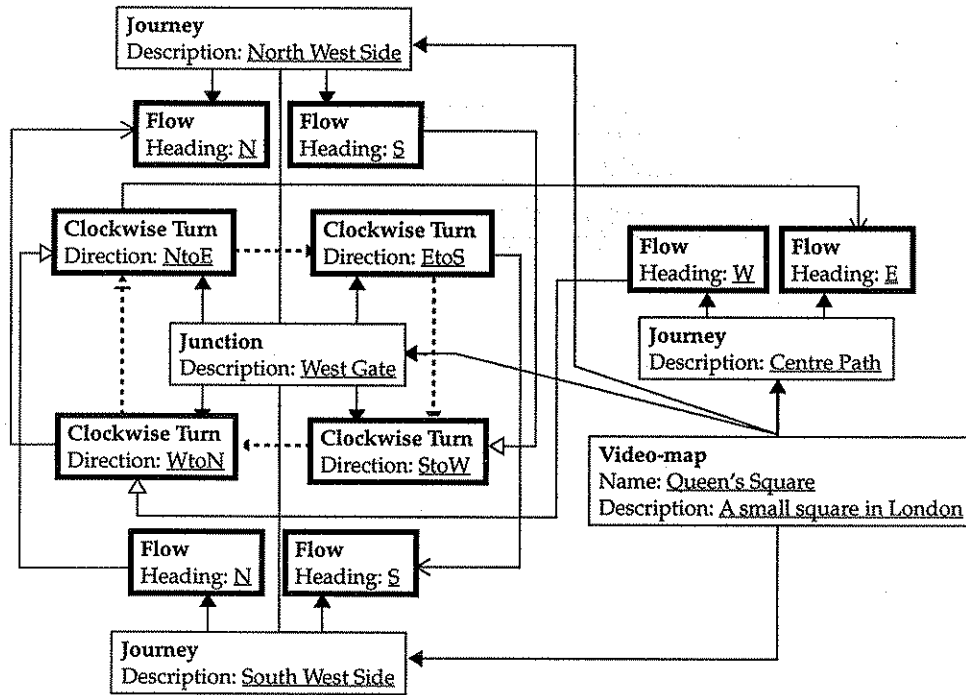 Journey
Description: North West Side
Flow
Heading: N
Flow
Heading: S
Clockwise Turn
Direction: NtoE
Clockwise Turn
Direction: EtoS
Flow
Heading: W
Flow
Heading: E
Junction
Description: West Gate
Journey
Description: Centre Path
Clockwise Turn
Direction: WtoN
Clockwise Turn
Direction: StoW
Video-map
Name: Queen's Square
Description: A small square in London
Flow
Heading: N
Flow
Heading: S
Journey
Description: South West Side